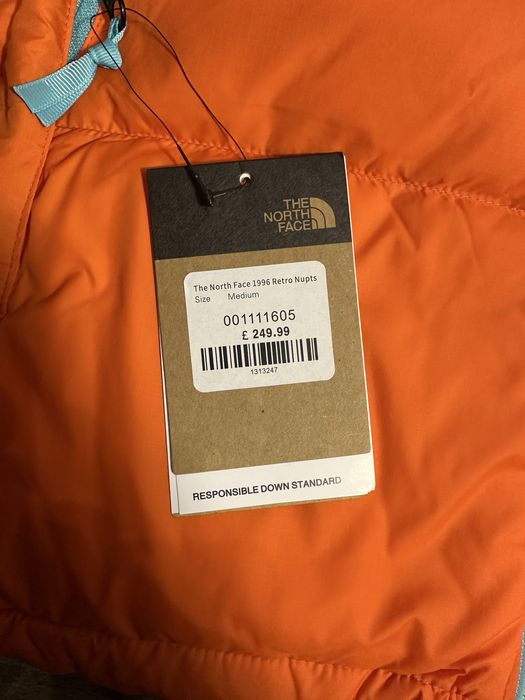 THE
NORTH
FACE
The North Face 1996 Retro Nupts
Size Medium
001111605
£ 249.99
1313247
RESPONSIBLE DOWN STANDARD